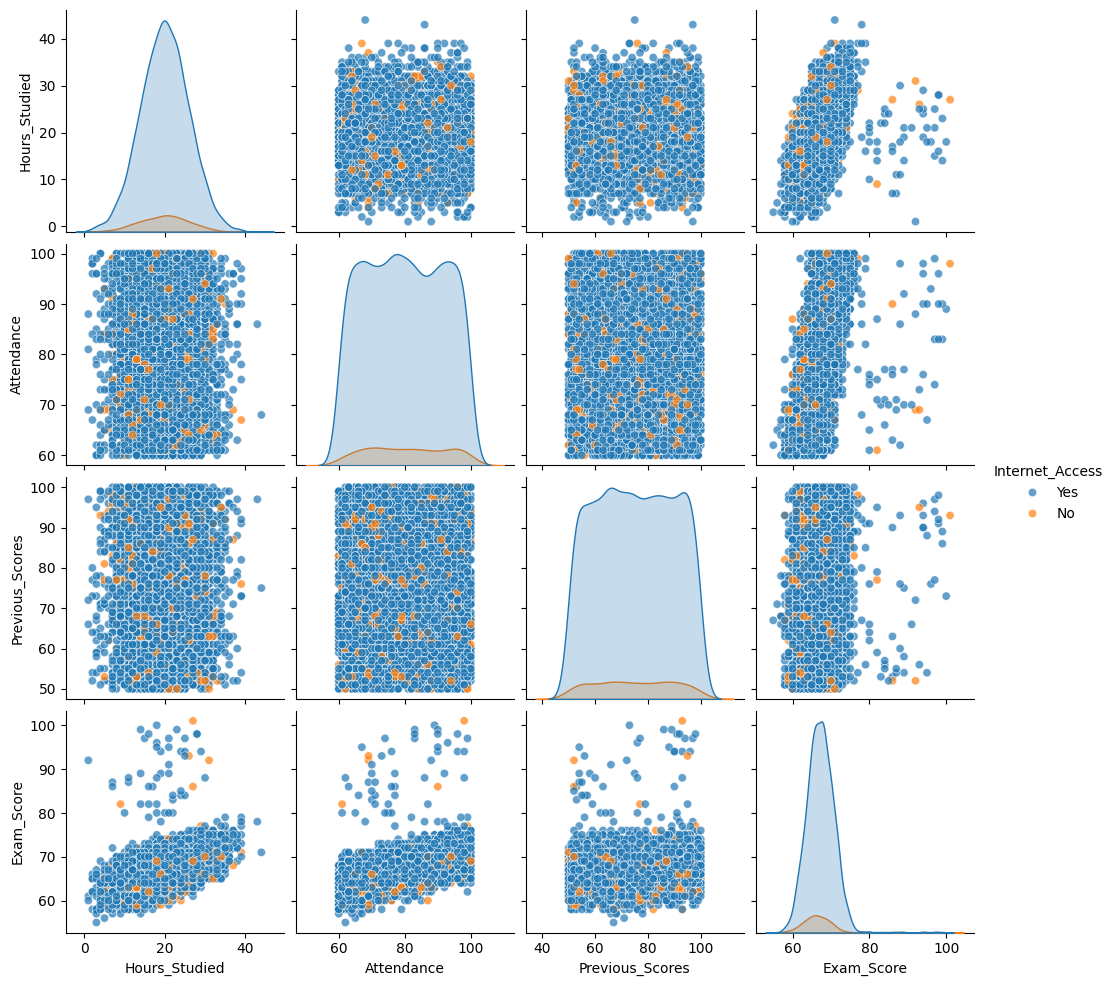 Hours_Studied
40
30
20
10
0
Attendance
100
90
80
70
60
Internet_Access
Yes
No
Previous_Scores
100
90
80
70
60
50
Exam_Score
100
90
80
70
60
0 20 40
60 80 100
40 60 80 100
60 80 100
Hours_Studied Attendance Previous_Scores Exam_Score